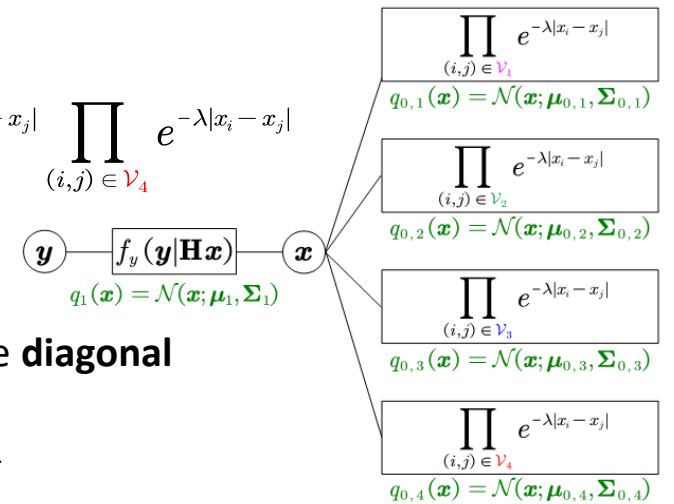 − x_j| ∏_{(i,j) ∈ 𝒱_4} e^{−λ|x_i − x_j|}
y f_y(y|Hx) x
q_1(x) = 𝒩(x; μ_1, Σ_1)
diagonal
∏_{(i,j) ∈ 𝒱_1} e^{−λ|x_i − x_j|}
q_{0,1}(x) = 𝒩(x; μ_{0,1}, Σ_{0,1})
∏_{(i,j) ∈ 𝒱_2} e^{−λ|x_i − x_j|}
q_{0,2}(x) = 𝒩(x; μ_{0,2}, Σ_{0,2})
∏_{(i,j) ∈ 𝒱_3} e^{−λ|x_i − x_j|}
q_{0,3}(x) = 𝒩(x; μ_{0,3}, Σ_{0,3})
∏_{(i,j) ∈ 𝒱_4} e^{−λ|x_i − x_j|}
q_{0,4}(x) = 𝒩(x; μ_{0,4}, Σ_{0,4})